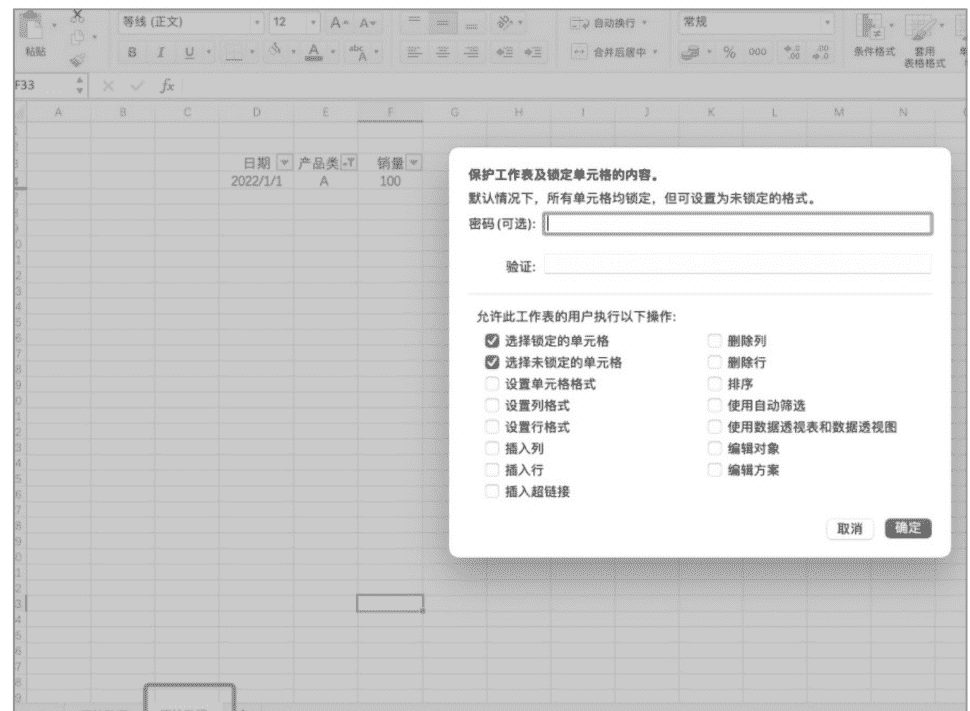 等线 (正文) 12 A A 自动换行 常规
粘贴 B I U A abc A 合并后居中 % 000 .0 .00 .00 .0 条件格式 套用
表格格式
F33 fx
A B C D E F G H I J K L M N
日期 产品类 销量
2022/1/1 A 100
保护工作表及锁定单元格的内容。
默认情况下，所有单元格均锁定，但可设置为未锁定的格式。
密码(可选):
验证:
允许此工作表的用户执行以下操作:
选择锁定的单元格 删除列
选择未锁定的单元格 删除行
设置单元格格式 排序
设置列格式 使用自动筛选
设置行格式 使用数据透视表和数据透视图
插入列 编辑对象
插入行 编辑方案
插入超链接
取消 确定